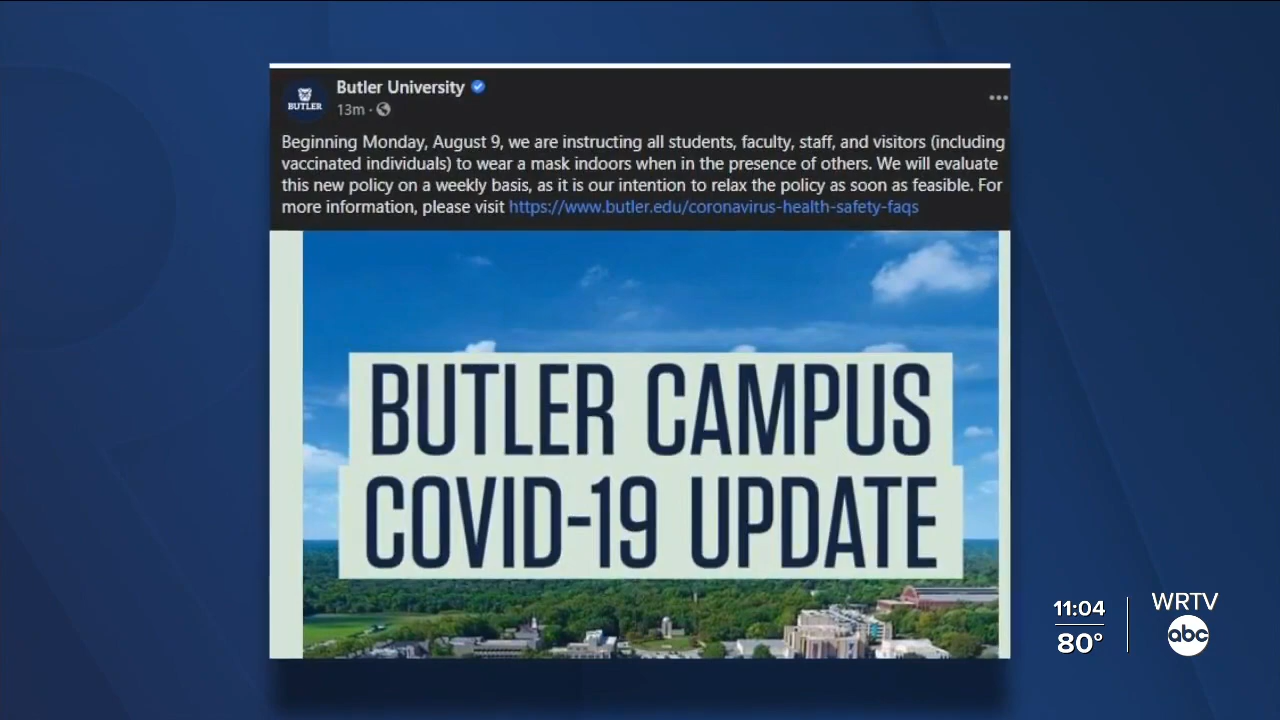 Butler University
BUTLER
13m ·
Beginning Monday, August 9, we are instructing all students, faculty, staff, and visitors (including
vaccinated individuals) to wear a mask indoors when in the presence of others. We will evaluate
this new policy on a weekly basis, as it is our intention to relax the policy as soon as feasible. For
more information, please visit https://www.butler.edu/coronavirus-health-safety-faqs
BUTLER CAMPUS
COVID-19 UPDATE
11:04
80°
WRTV
abc